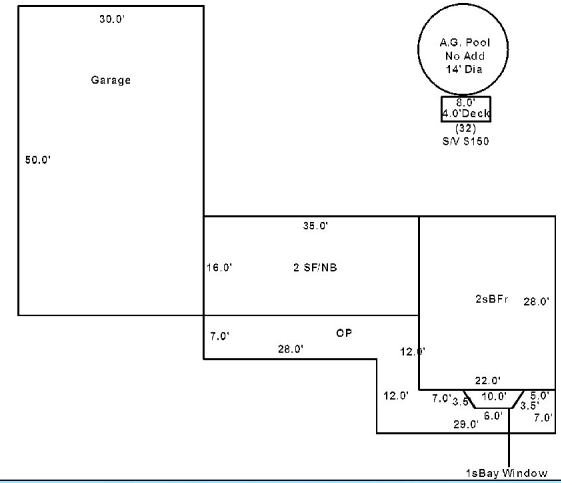 30.0'
Garage
50.0'
A.G. Pool
No Add
14' Dia
8.0'
4.0'Deck
(32)
S/V S150
35.0'
16.0'
2 SF/NB
2sBFr
28.0'
7.0'
OP
28.0'
12.0'
22.0'
12.0'
7.0'
3.5'
10.0'
5.0'
3.5'
6.0'
7.0'
29.0'
1sBay Window